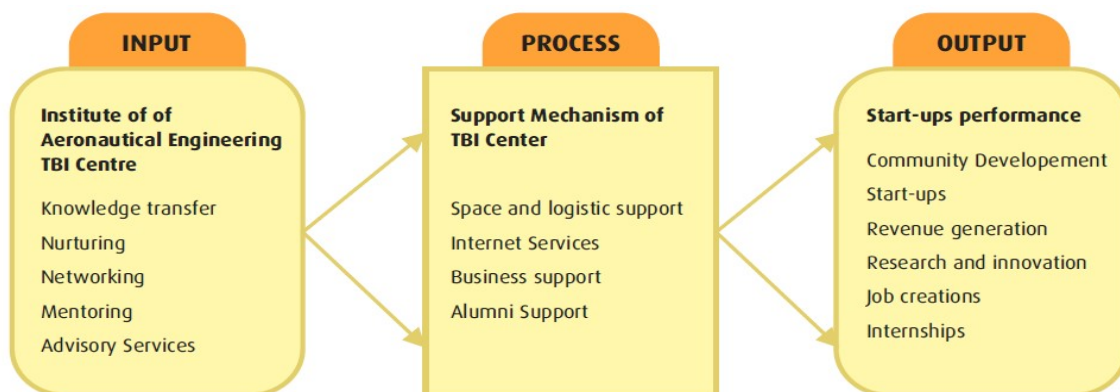 INPUT
Institute of of
Aeronautical Engineering
TBI Centre
Knowledge transfer
Nurturing
Networking
Mentoring
Advisory Services
PROCESS
Support Mechanism of
TBI Center
Space and logistic support
Internet Services
Business support
Alumni Support
OUTPUT
Start-ups performance
Community Developement
Start-ups
Revenue generation
Research and innovation
Job creations
Internships